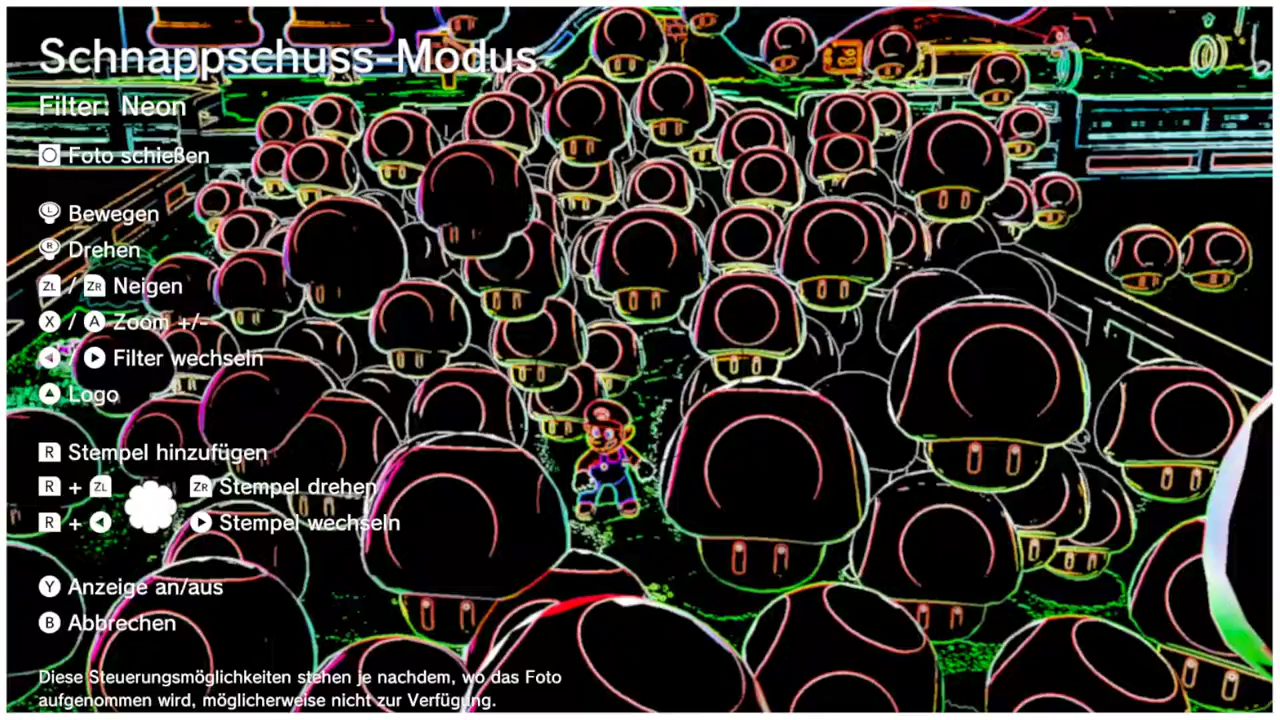 Schnappschuss-Modus
Filter: Neon
Foto schießen
L Bewegen
R Drehen
ZL / ZR Neigen
X / A Zoom +/-
Filter wechseln
Logo
R Stempel hinzufügen
R + ZL ZR Stempel drehen
R + Stempel wechseln
Y Anzeige an/aus
B Abbrechen
Diese Steuerungsmöglichkeiten stehen je nachdem, wo das Foto
aufgenommen wird, möglicherweise nicht zur Verfügung.